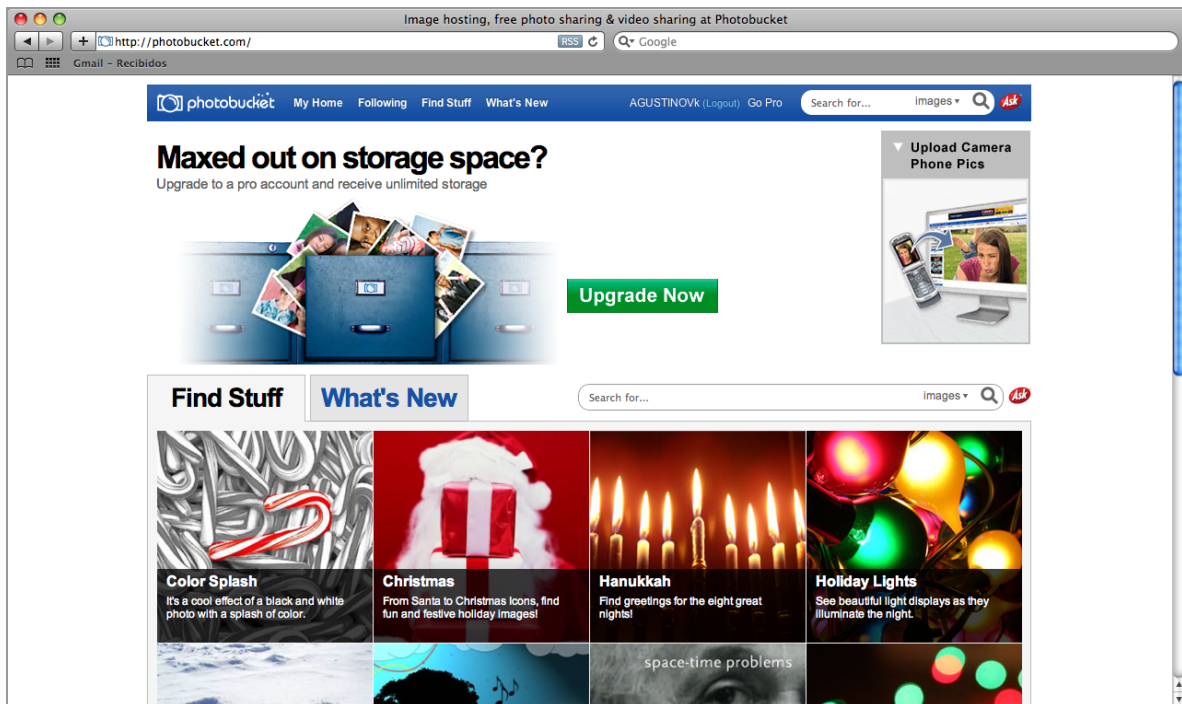 Image hosting, free photo sharing & video sharing at Photobucket
http://photobucket.com/ RSS Google
Gmail – Recibidos
photobucket My Home Following Find Stuff What's New AGUSTINOVk (Logout) Go Pro Search for... images Ask
Maxed out on storage space?
Upgrade to a pro account and receive unlimited storage
Upload Camera
Phone Pics
Upgrade Now
Find Stuff What's New Search for... images Ask
Color Splash
It's a cool effect of a black and white
photo with a splash of color.
Christmas
From Santa to Christmas Icons, find
fun and festive holiday images!
Hanukkah
Find greetings for the eight great
nights!
Holiday Lights
See beautiful light displays as they
illuminate the night.
space-time problems